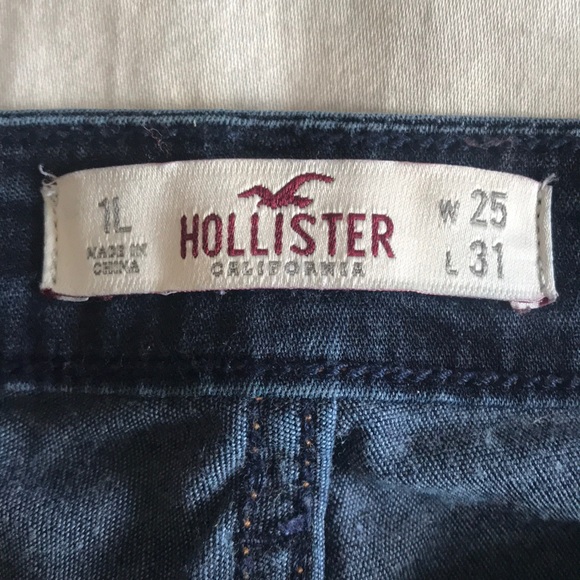 1L
MADE IN
CHINA
HOLLISTER
CALIFORNIA
W 25
L 31